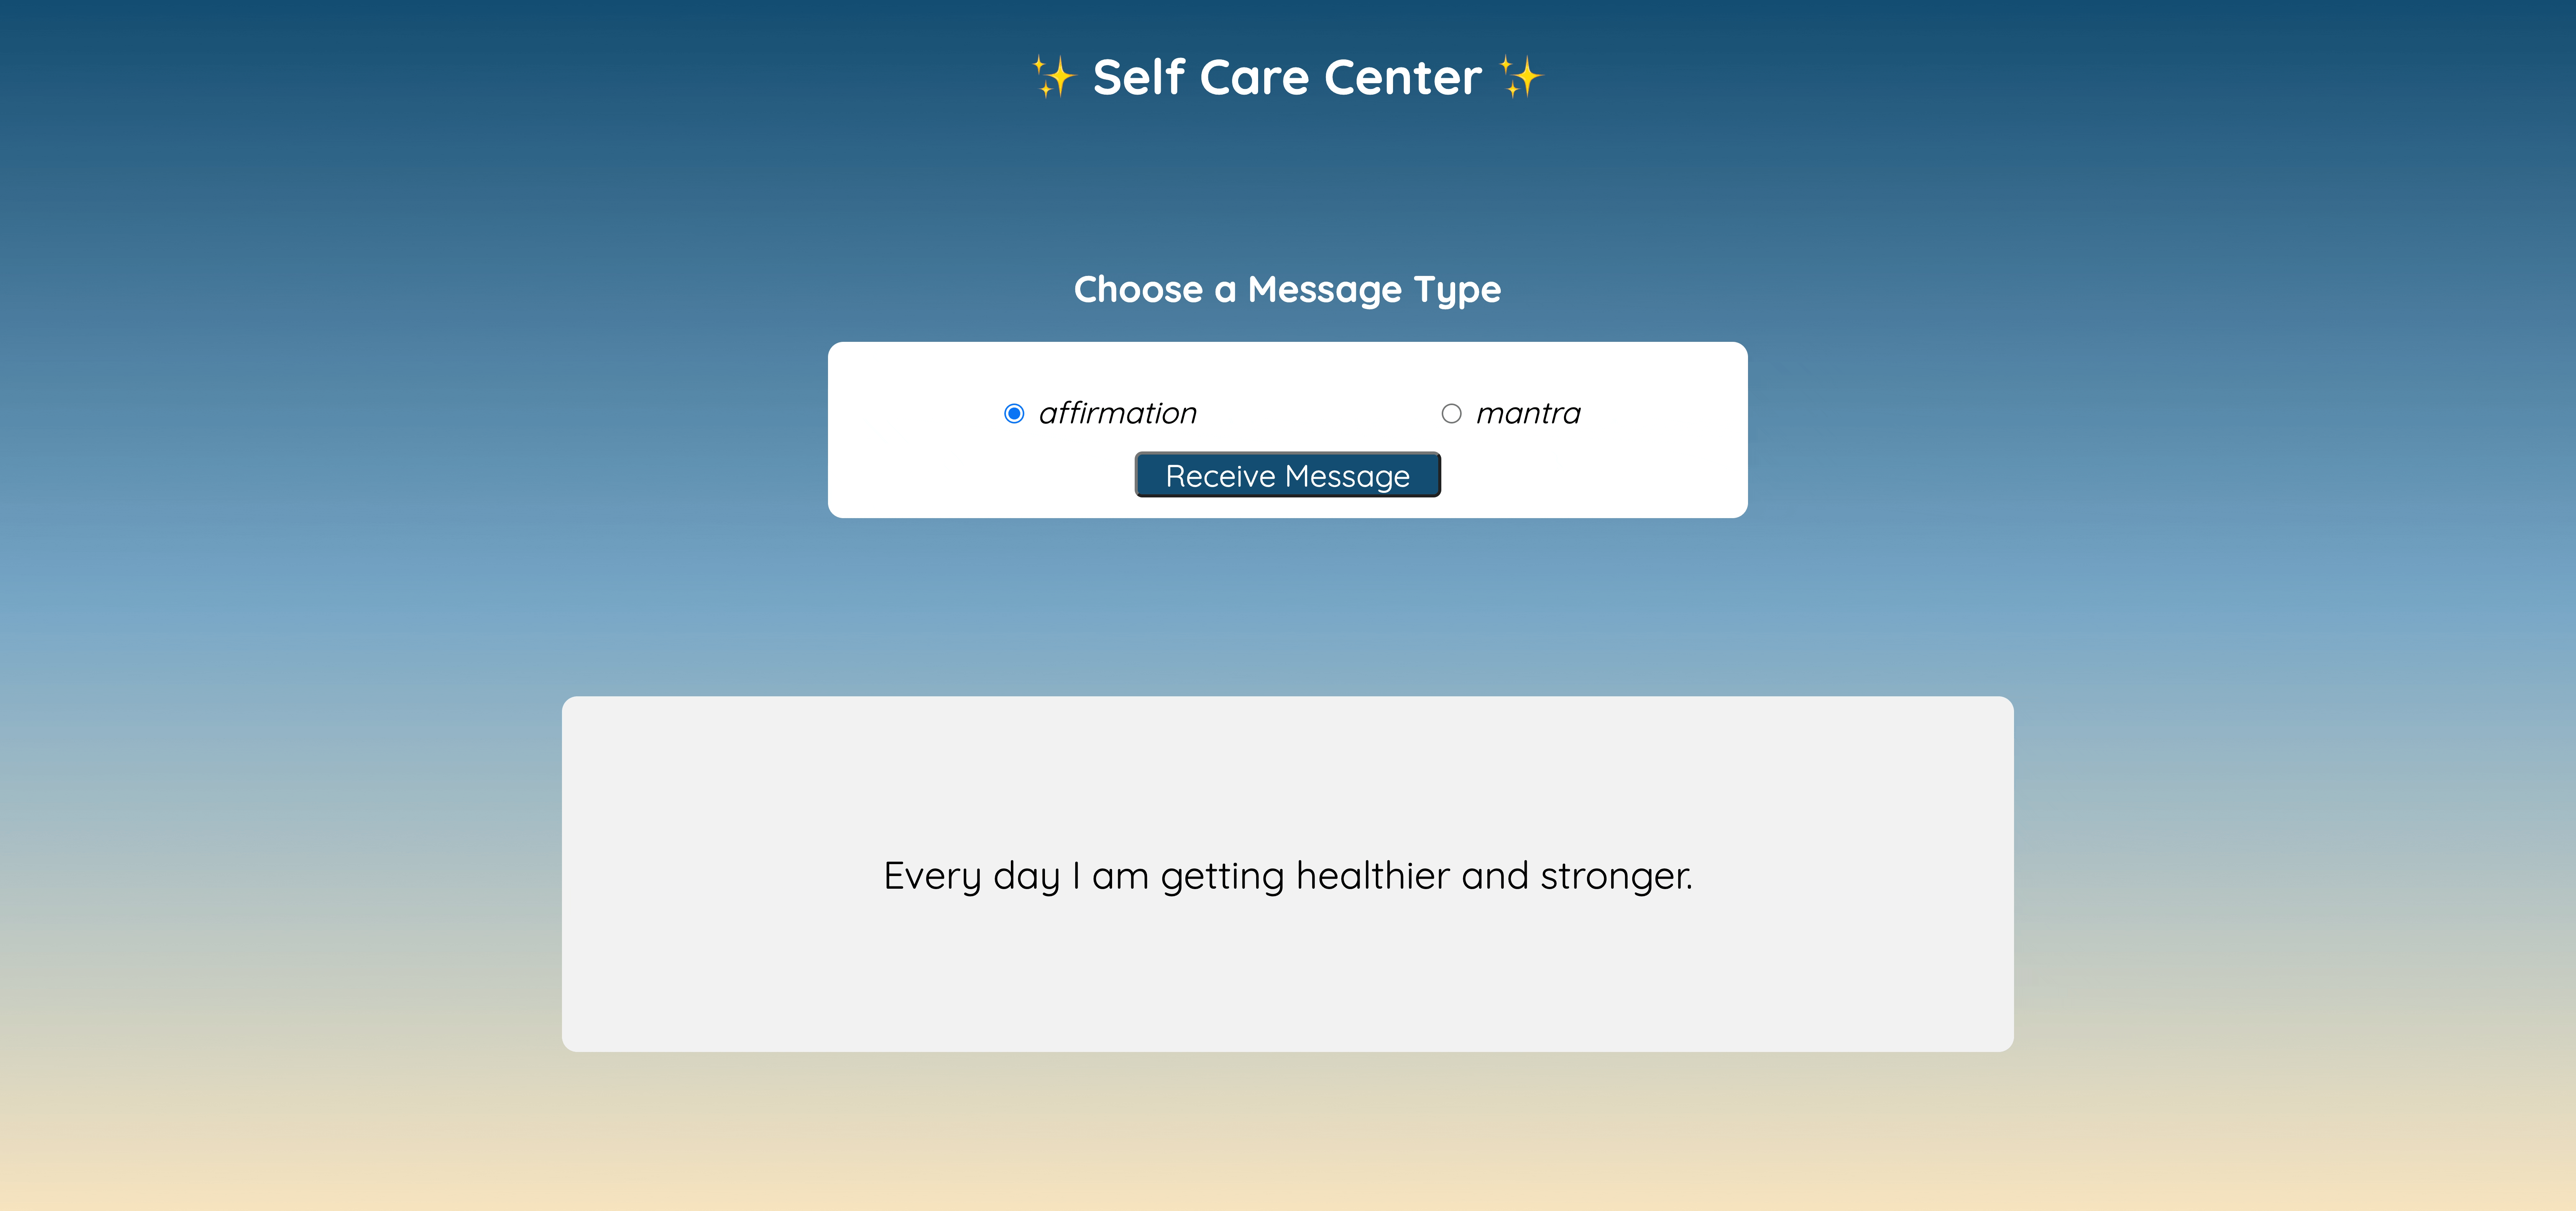 ✨ Self Care Center ✨
Choose a Message Type
affirmation mantra
Receive Message
Every day I am getting healthier and stronger.